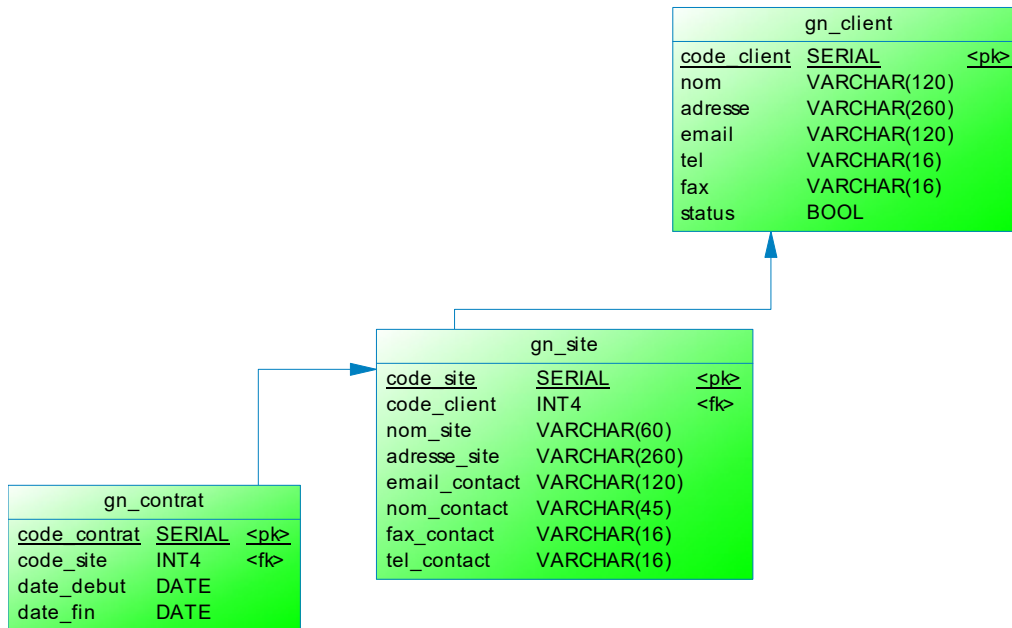 gn_client
code_client SERIAL <pk>
nom VARCHAR(120)
adresse VARCHAR(260)
email VARCHAR(120)
tel VARCHAR(16)
fax VARCHAR(16)
status BOOL
gn_site
code_site SERIAL <pk>
code_client INT4 <fk>
nom_site VARCHAR(60)
adresse_site VARCHAR(260)
email_contact VARCHAR(120)
nom_contact VARCHAR(45)
fax_contact VARCHAR(16)
tel_contact VARCHAR(16)
gn_contrat
code_contrat SERIAL <pk>
code_site INT4 <fk>
date_debut DATE
date_fin DATE